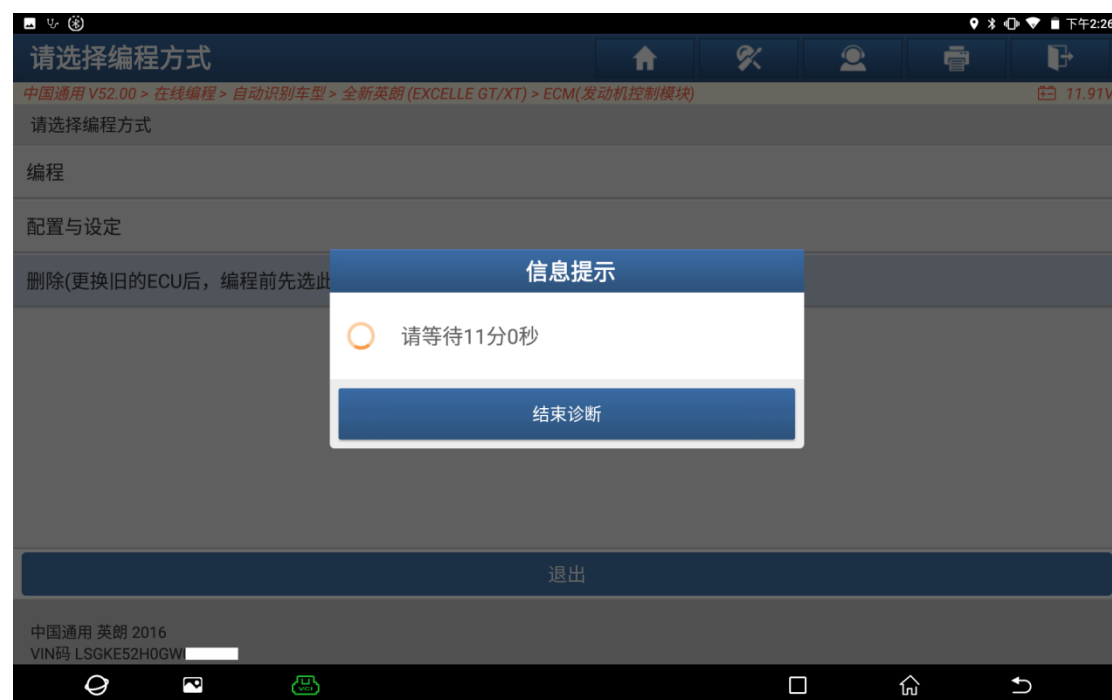 下午2:26
请选择编程方式
中国通用 V52.00 > 在线编程 > 自动识别车型 > 全新英朗 (EXCELLE GT/XT) > ECM(发动机控制模块)
11.91V
请选择编程方式
编程
配置与设定
删除(更换旧的ECU后，编程前先选此
信息提示
请等待11分0秒
结束诊断
退出
中国通用 英朗 2016
VIN码 LSGKE52H0GW
VCI